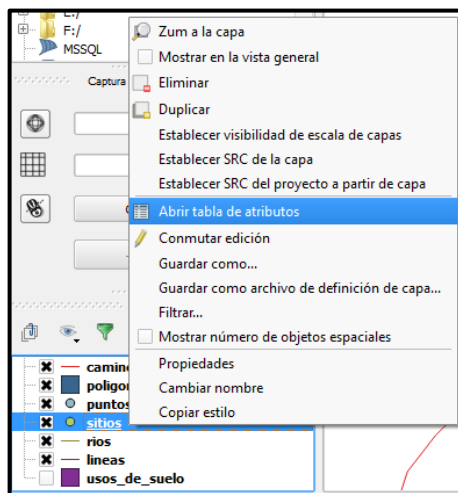 E:/
F:/
MSSQL
Captura
Zum a la capa
Mostrar en la vista general
Eliminar
Duplicar
Establecer visibilidad de escala de capas
Establecer SRC de la capa
Establecer SRC del proyecto a partir de capa
Abrir tabla de atributos
Conmutar edición
Guardar como...
Guardar como archivo de definición de capa...
Filtrar...
Mostrar número de objetos espaciales
Propiedades
Cambiar nombre
Copiar estilo
puntos
sitios
rios
lineas
usos_de_suelo